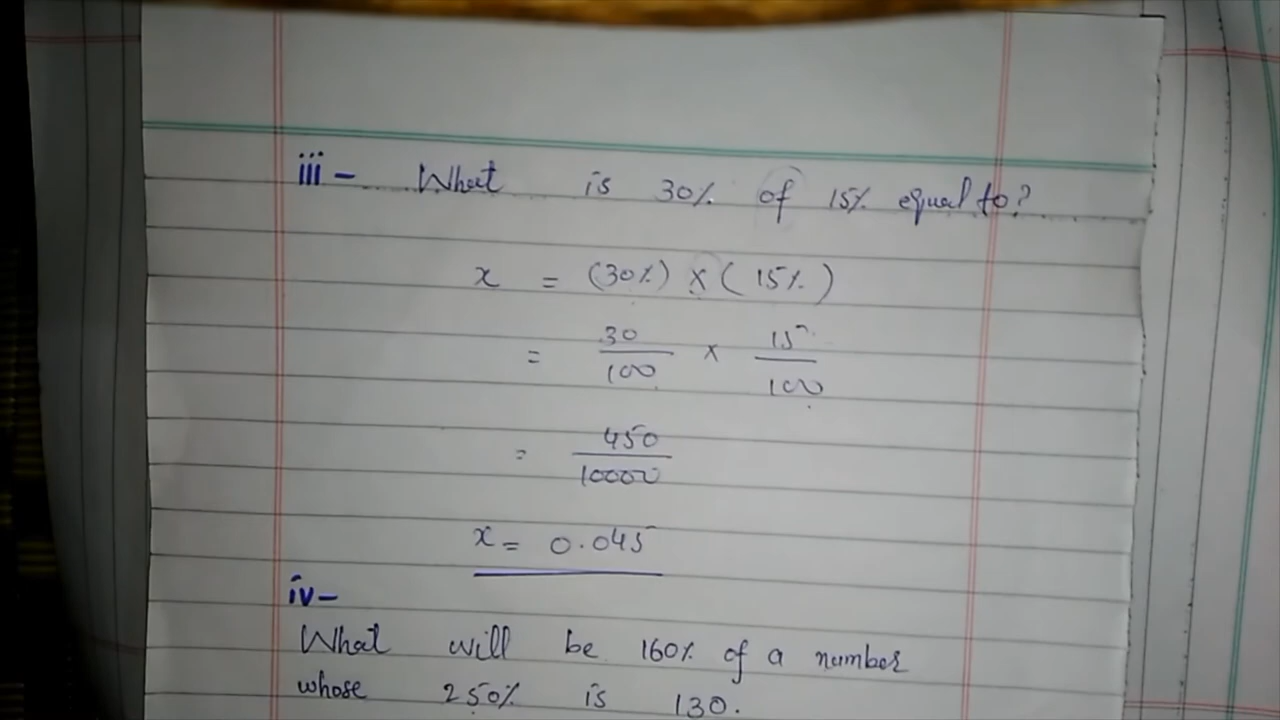 iii- What is 30% of 15% equal to?
x = (30%) × (15%)
= 30/100 × 15/100
= 450/10000
x = 0.045
iv-
What will be 160% of a number
whose 250% is 130.